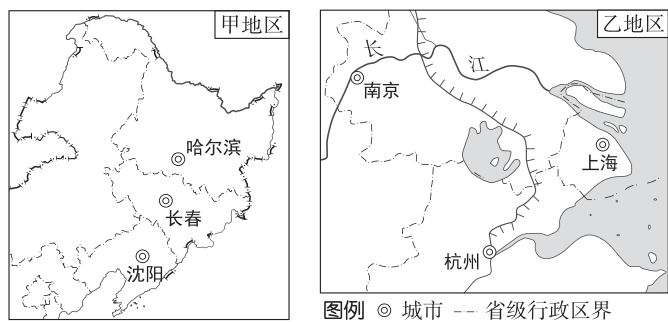 甲地区
哈尔滨
长春
沈阳
乙地区
长 江
南京
上海
杭州
图例 ◎ 城市 --- 省级行政区界